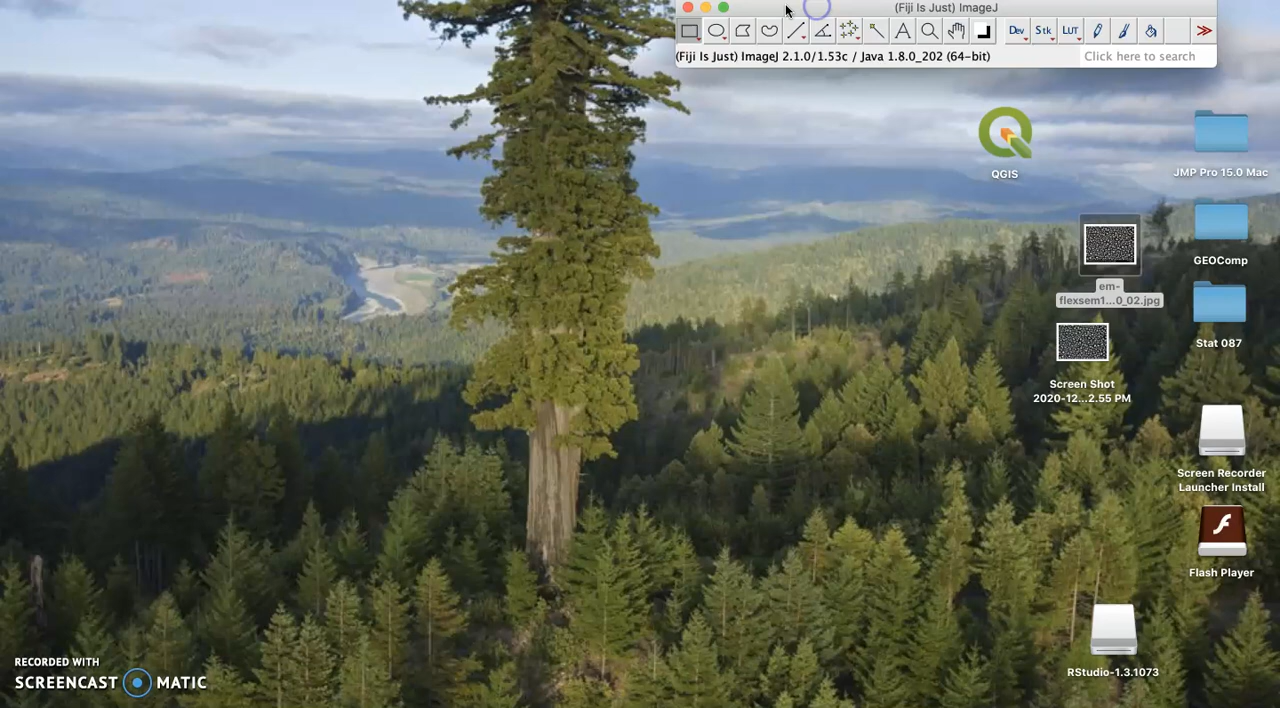 (Fiji Is Just) ImageJ
Dev Stk LUT
(Fiji Is Just) ImageJ 2.1.0/1.53c / Java 1.8.0_202 (64-bit)
Click here to search
QGIS
JMP Pro 15.0 Mac
GEOComp
em-
flexsem1...0_02.jpg
Stat 087
Screen Shot
2020-12...2.55 PM
Screen Recorder
Launcher Install
Flash Player
RStudio-1.3.1073
RECORDED WITH
SCREENCAST MATIC